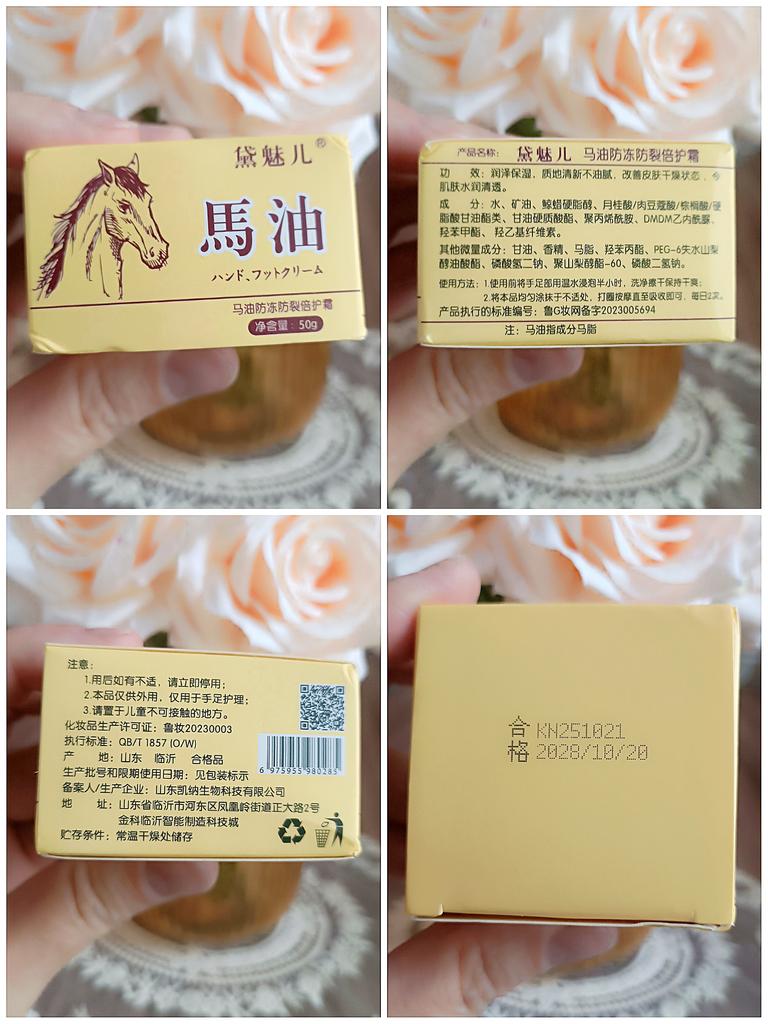 黛魅儿®
馬油
ハンド、フットクリーム
马油防冻防裂倍护霜
净含量：50g
产品名称： 黛魅儿 马油防冻防裂倍护霜
功 效：润泽保湿，质地清新不油腻，改善皮肤干燥状态，令
肌肤水润清透。
成 分：水、矿油、鲸蜡硬脂醇、月桂酸/肉豆蔻酸/棕榈酸/硬
脂酸甘油酯类、甘油硬质酸酯、聚丙烯酰胺、DMDM乙内酰脲、
羟苯甲酯、羟乙基纤维素。
其他微量成分：甘油、香精、马脂、羟苯丙酯、PEG-6失水山梨
醇油酸酯、磷酸氢二钠、聚山梨醇酯-60、磷酸二氢钠。
使用方法：1.使用前将手足部用温水浸泡半小时，洗净擦干保持干爽；
2.将本品均匀涂抹于不适处，打圈按摩直至吸收即可，每日2次。
产品执行的标准编号：鲁G妆网备字2023005694
注：马油指成分马脂
注意：
1.用后如有不适，请立即停用；
2.本品仅供外用，仅用于手足护理；
3.请置于儿童不可接触的地方。
化妆品生产许可证：鲁妆20230003
执行标准：QB/T 1857 (O/W)
产 地：山东 临沂 合格品
生产批号和限期使用日期：见包装标示
备案人/生产企业：山东凯纳生物科技有限公司
地 址：山东省临沂市河东区凤凰岭街道正大路2号
金科临沂智能制造科技城
贮存条件：常温干燥处储存
6 975955 980285
合格 KN251021
2028/10/20